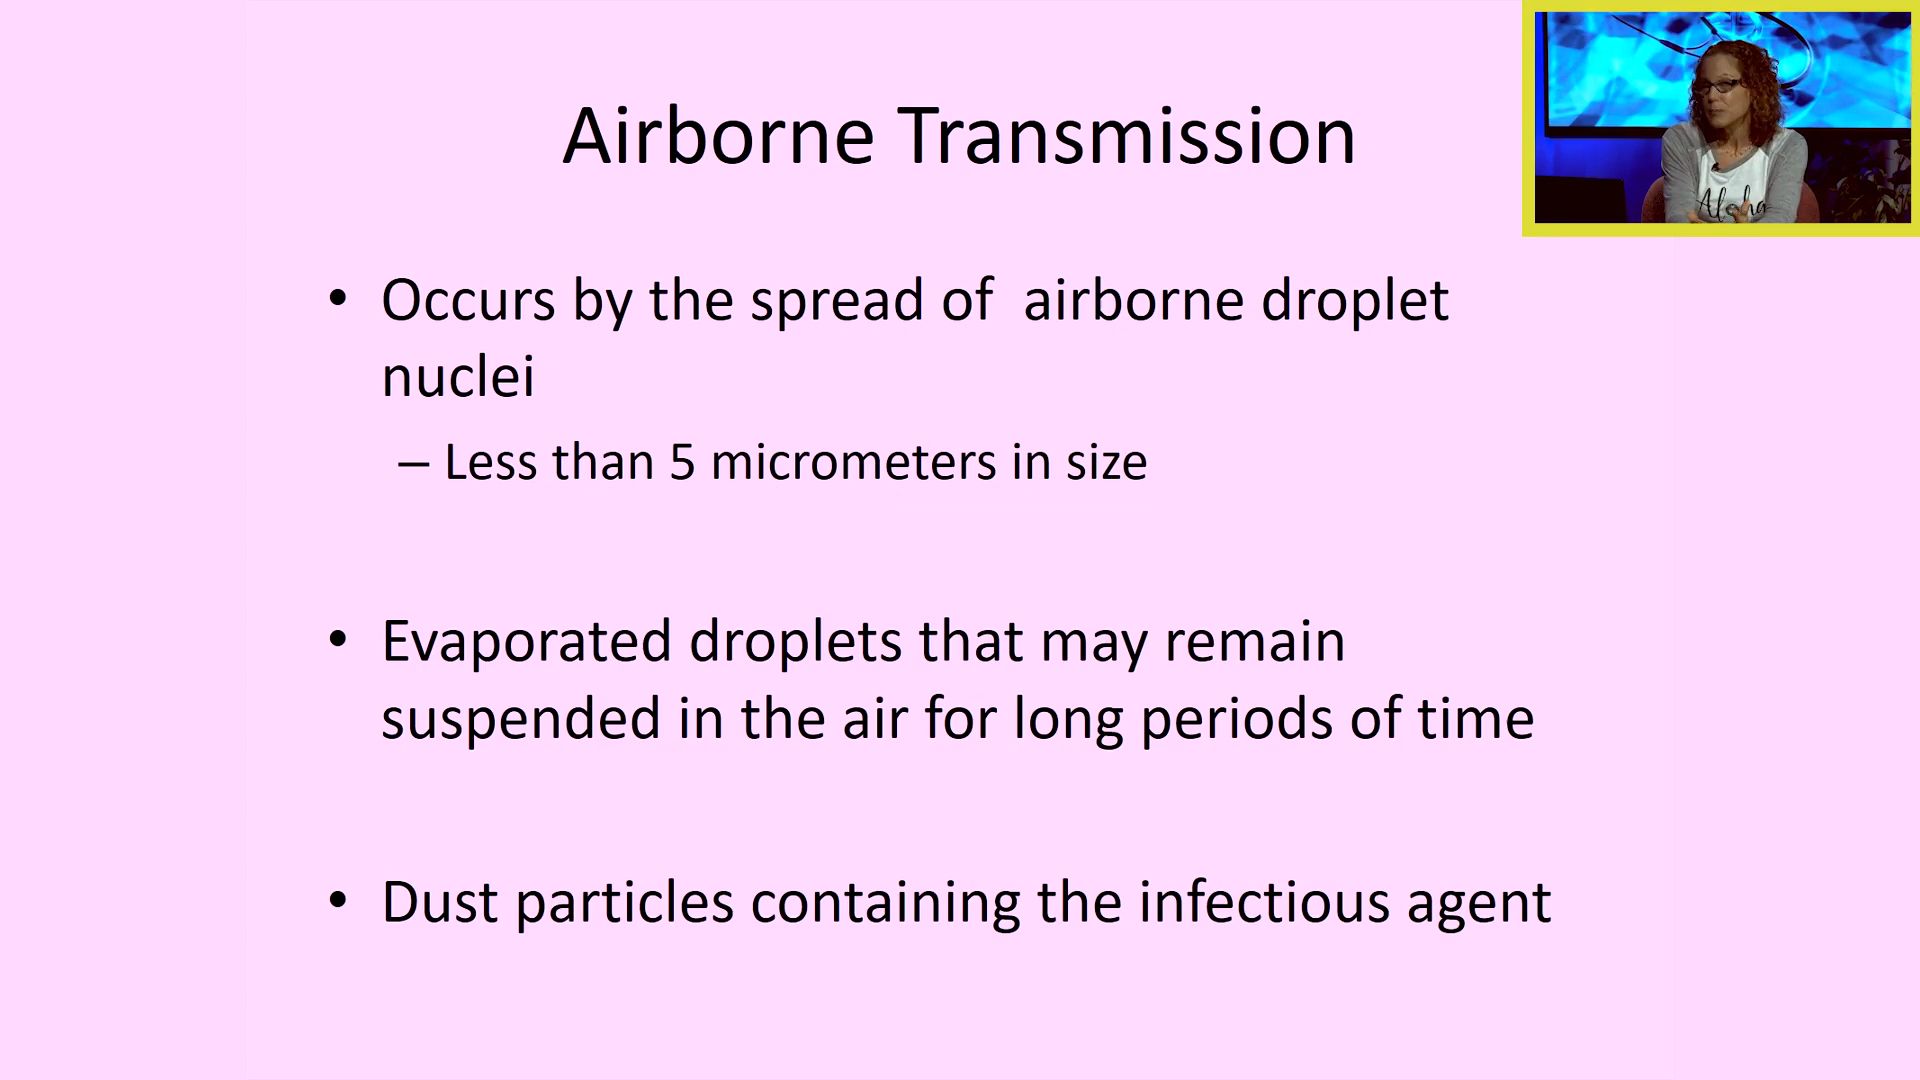 Airborne Transmission
• Occurs by the spread of  airborne droplet
nuclei
– Less than 5 micrometers in size
• Evaporated droplets that may remain
suspended in the air for long periods of time
• Dust particles containing the infectious agent
Aloha